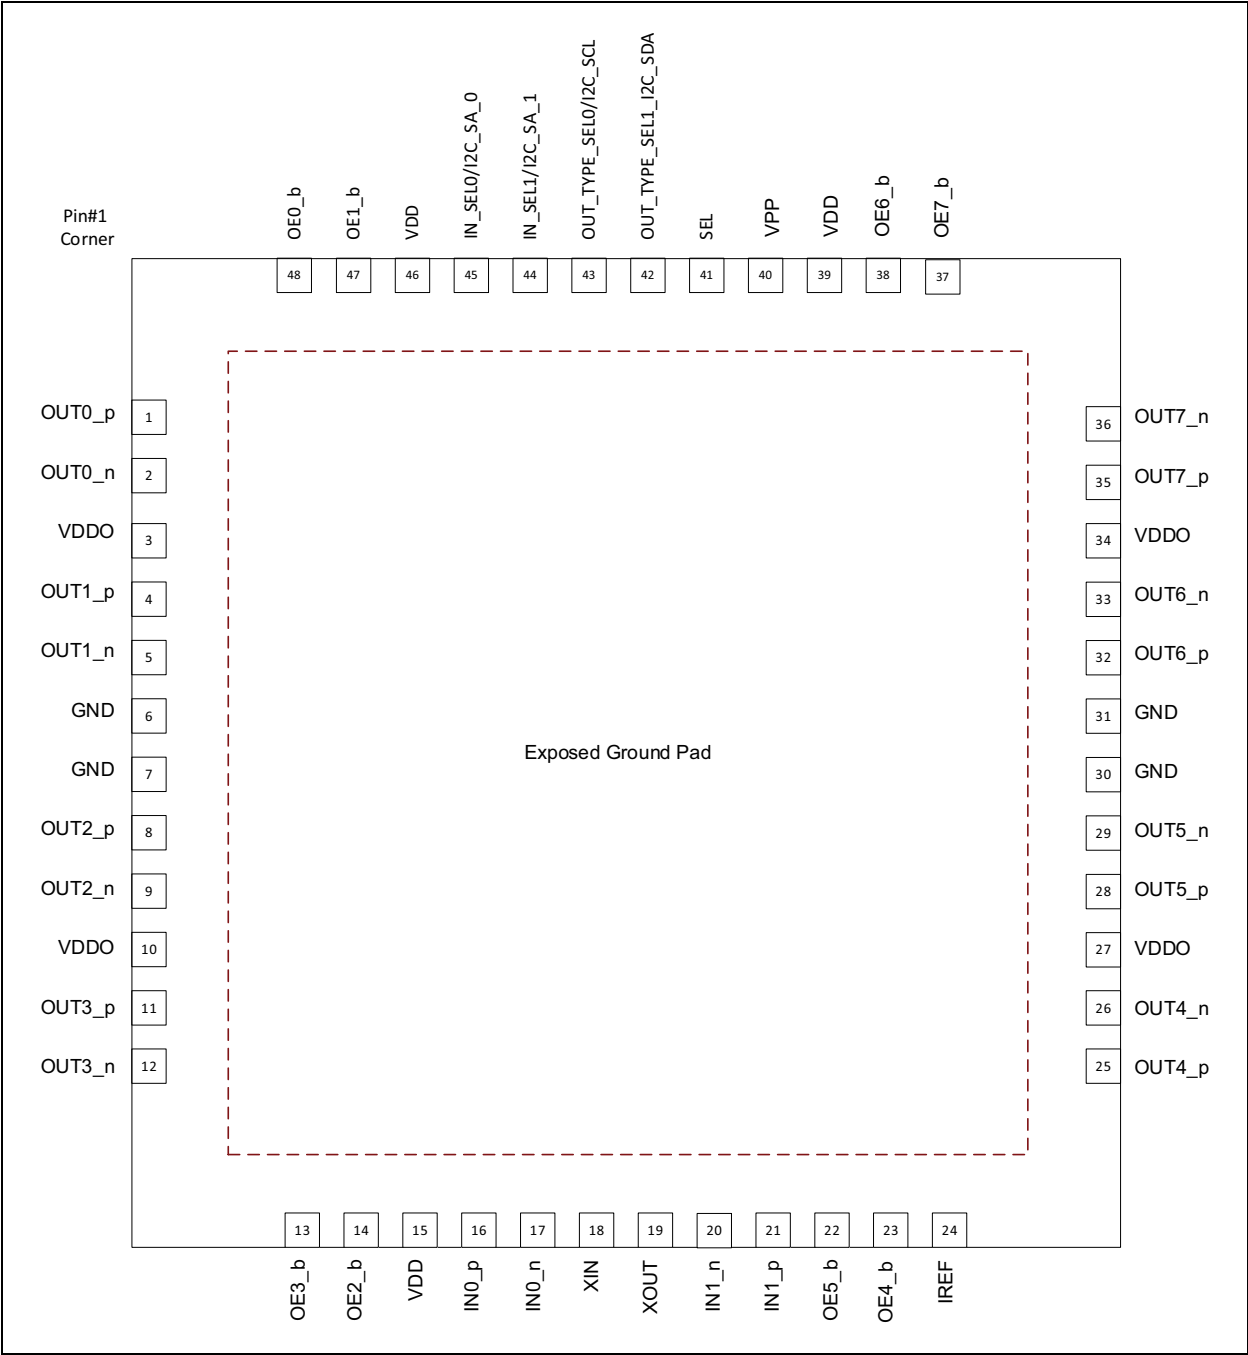 OE0_b
OE1_b
VDD
IN_SEL0/I2C_SA_0
IN_SEL1/I2C_SA_1
OUT_TYPE_SEL0/I2C_SCL
OUT_TYPE_SEL1_I2C_SDA
SEL
VPP
VDD
OE6_b
OE7_b
Pin#1
Corner
48 47 46 45 44 43 42 41 40 39 38 37
OUT0_p 1
36 OUT7_n
OUT0_n 2
35 OUT7_p
VDDO 3
34 VDDO
OUT1_p 4
33 OUT6_n
OUT1_n 5
32 OUT6_p
GND 6
31 GND
Exposed Ground Pad
GND 7
30 GND
OUT2_p 8
29 OUT5_n
OUT2_n 9
28 OUT5_p
VDDO 10
27 VDDO
OUT3_p 11
26 OUT4_n
OUT3_n 12
25 OUT4_p
13 14 15 16 17 18 19 20 21 22 23 24
OE3_b
OE2_b
VDD
IN0_p
IN0_n
XIN
XOUT
IN1_n
IN1_p
OE5_b
OE4_b
IREF